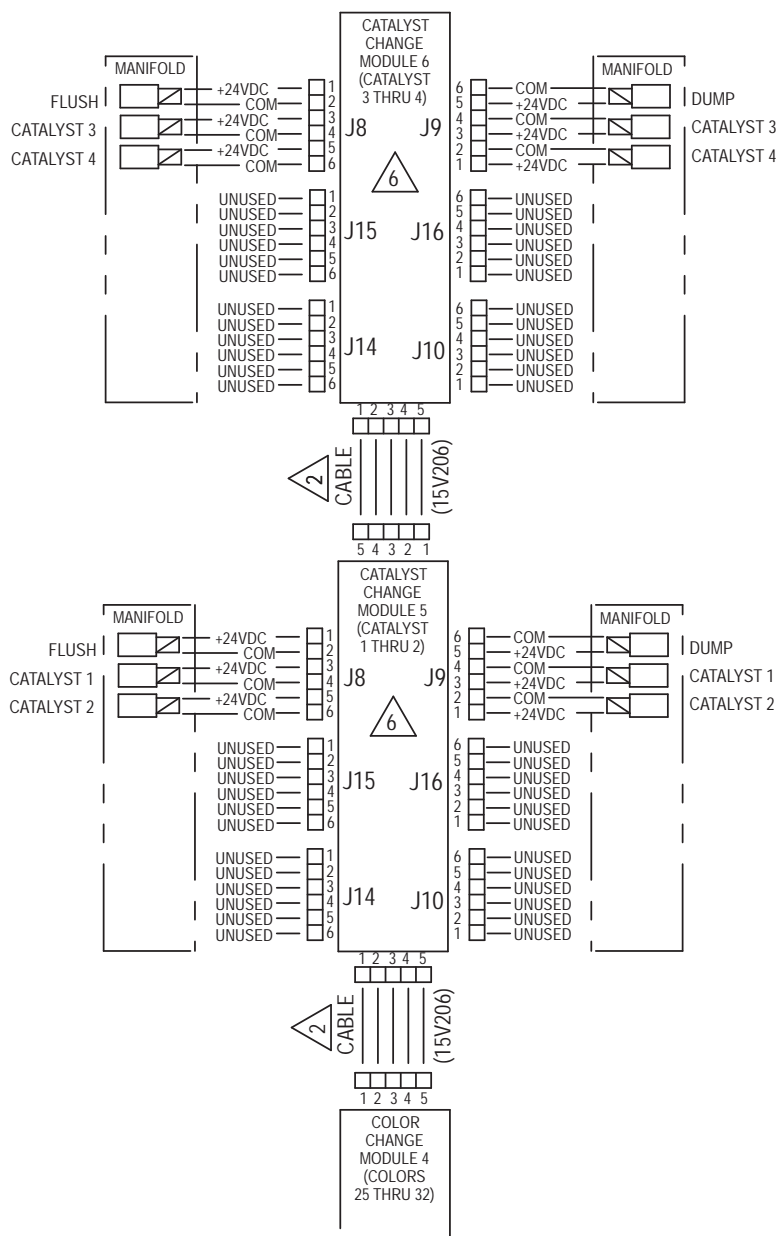 CATALYST
CHANGE
MODULE 6
(CATALYST
3 THRU 4)
MANIFOLD
FLUSH
CATALYST 3
CATALYST 4
+24VDC 1
COM 2
+24VDC 3
COM 4
+24VDC 5
COM 6
J8
J9
6 COM
5 +24VDC
4 COM
3 +24VDC
2 COM
1 +24VDC
MANIFOLD
DUMP
CATALYST 3
CATALYST 4
6
UNUSED 1
UNUSED 2
UNUSED 3
UNUSED 4
UNUSED 5
UNUSED 6
J15
J16
6 UNUSED
5 UNUSED
4 UNUSED
3 UNUSED
2 UNUSED
1 UNUSED
UNUSED 1
UNUSED 2
UNUSED 3
UNUSED 4
UNUSED 5
UNUSED 6
J14
J10
6 UNUSED
5 UNUSED
4 UNUSED
3 UNUSED
2 UNUSED
1 UNUSED
1 2 3 4 5
2
CABLE
(15V206)
5 4 3 2 1
CATALYST
CHANGE
MODULE 5
(CATALYST
1 THRU 2)
MANIFOLD
FLUSH
CATALYST 1
CATALYST 2
+24VDC 1
COM 2
+24VDC 3
COM 4
+24VDC 5
COM 6
J8
J9
6 COM
5 +24VDC
4 COM
3 +24VDC
2 COM
1 +24VDC
MANIFOLD
DUMP
CATALYST 1
CATALYST 2
6
UNUSED 1
UNUSED 2
UNUSED 3
UNUSED 4
UNUSED 5
UNUSED 6
J15
J16
6 UNUSED
5 UNUSED
4 UNUSED
3 UNUSED
2 UNUSED
1 UNUSED
UNUSED 1
UNUSED 2
UNUSED 3
UNUSED 4
UNUSED 5
UNUSED 6
J14
J10
6 UNUSED
5 UNUSED
4 UNUSED
3 UNUSED
2 UNUSED
1 UNUSED
1 2 3 4 5
2
CABLE
(15V206)
1 2 3 4 5
COLOR
CHANGE
MODULE 4
(COLORS
25 THRU 32)